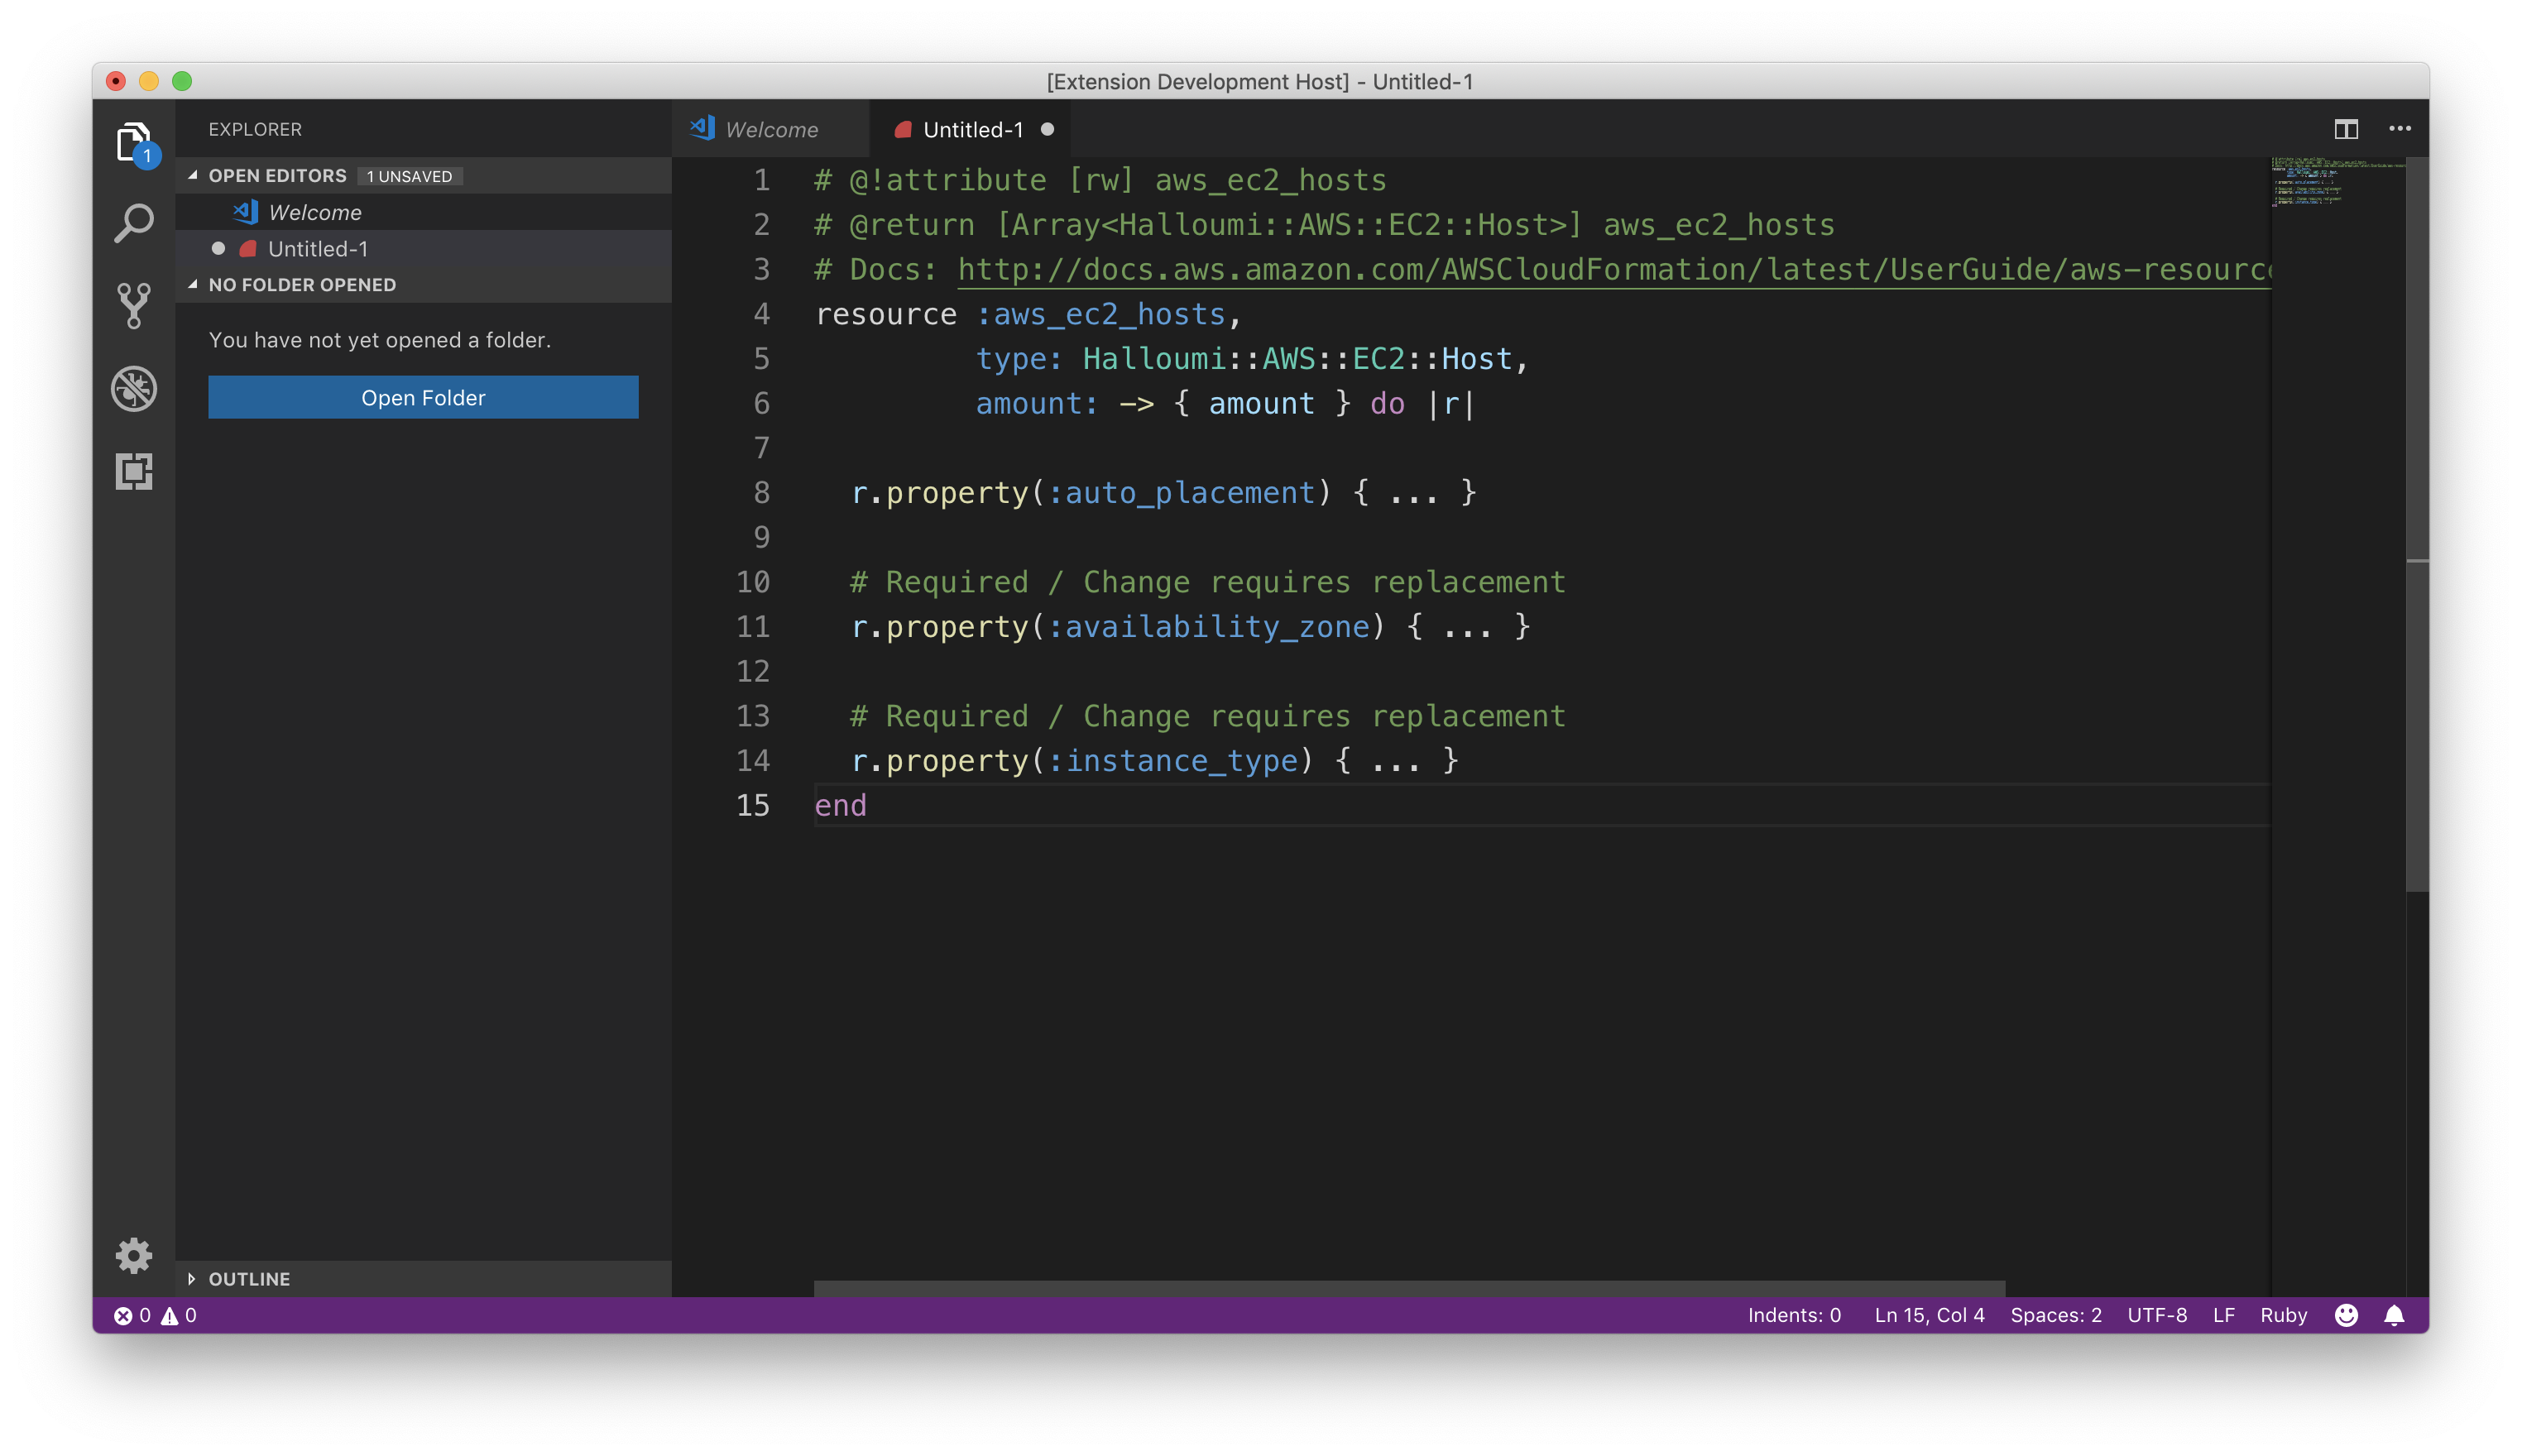 [Extension Development Host] - Untitled-1
EXPLORER
OPEN EDITORS 1 UNSAVED
Welcome
Untitled-1
NO FOLDER OPENED
You have not yet opened a folder.
Open Folder
OUTLINE
1
Welcome
Untitled-1
1 # @!attribute [rw] aws_ec2_hosts
2 # @return [Array<Halloumi::AWS::EC2::Host>] aws_ec2_hosts
3 # Docs: http://docs.aws.amazon.com/AWSCloudFormation/latest/UserGuide/aws-resourc
4 resource :aws_ec2_hosts,
5 type: Halloumi::AWS::EC2::Host,
6 amount: -> { amount } do |r|
7
8 r.property(:auto_placement) { ... }
9
10 # Required / Change requires replacement
11 r.property(:availability_zone) { ... }
12
13 # Required / Change requires replacement
14 r.property(:instance_type) { ... }
15 end
0 0
Indents: 0 Ln 15, Col 4 Spaces: 2 UTF-8 LF Ruby